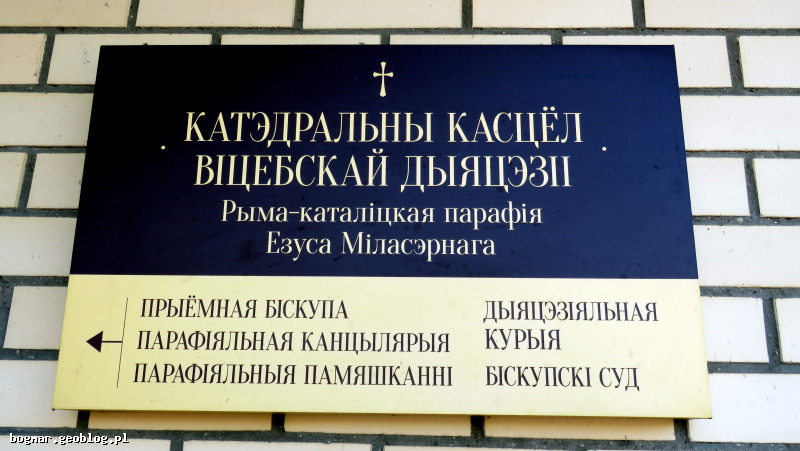 КАТЭДРАЛЬНЫ КАСЦЁЛ
ВІЦЕБСКАЙ ДЫЯЦЭЗІІ
Рыма-каталіцкая парафія
Езуса Міласэрнага
ПРЫЁМНАЯ БІСКУПА
ПАРАФІЯЛЬНАЯ КАНЦЫЛЯРЫЯ
ПАРАФІЯЛЬНЫЯ ПАМЯШКАННІ
ДЫЯЦЭЗІЯЛЬНАЯ
КУРЫЯ
БІСКУПСКІ СУД
bogmar.geoblog.pl